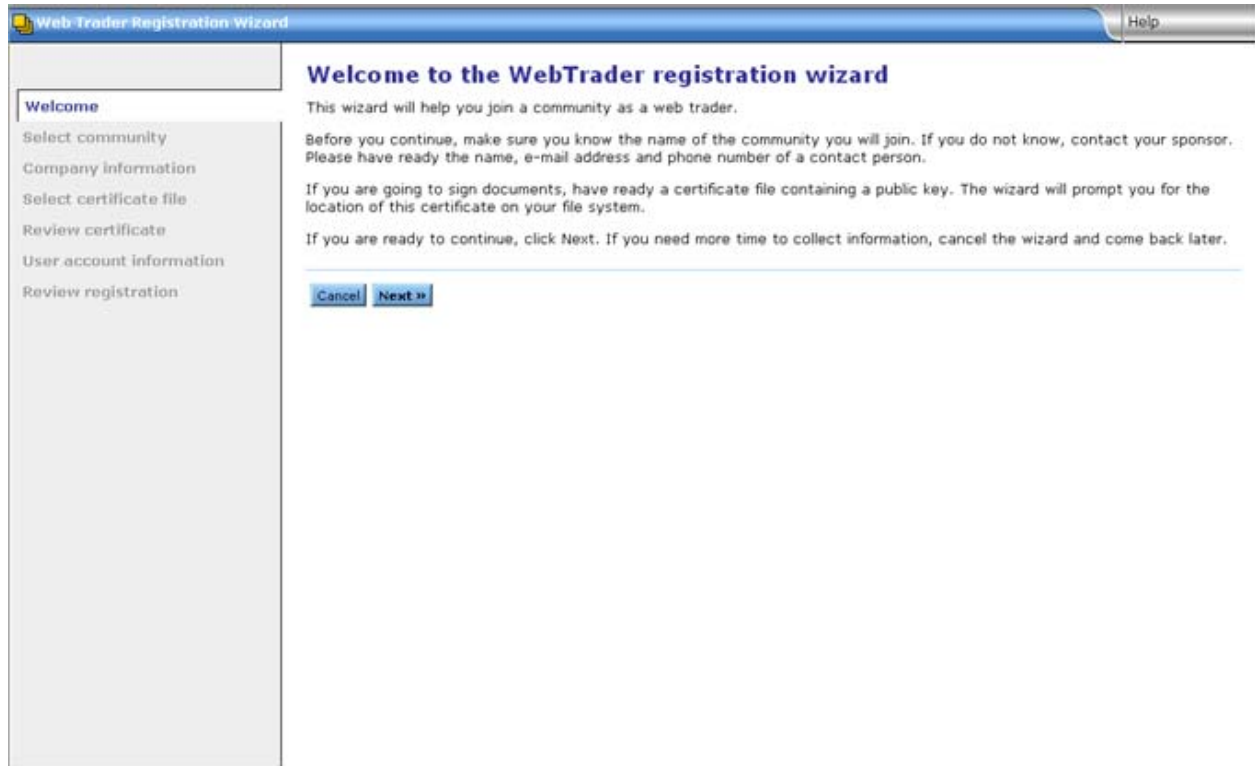 Web Trader Registration Wizard
Help
Welcome
Select community
Company information
Select certificate file
Review certificate
User account information
Review registration
Welcome to the WebTrader registration wizard
This wizard will help you join a community as a web trader.
Before you continue, make sure you know the name of the community you will join. If you do not know, contact your sponsor.
Please have ready the name, e-mail address and phone number of a contact person.
If you are going to sign documents, have ready a certificate file containing a public key. The wizard will prompt you for the
location of this certificate on your file system.
If you are ready to continue, click Next. If you need more time to collect information, cancel the wizard and come back later.
Cancel Next »